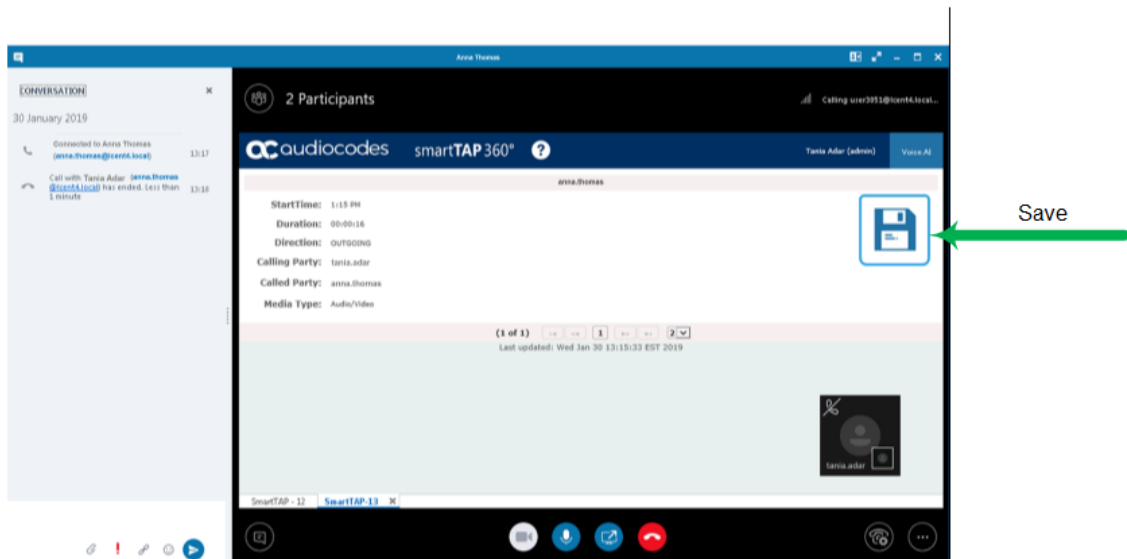 Anna Thomas
CONVERSATION
30 January 2019
Connected to Anna Thomas
(anna.thomas@lcent4.local)
13:17
Call with Tania Adar (anna.thomas
@lcent4.local) has ended. Less than
1 minute
13:18
2 Participants
Calling user3951@lcent4.local...
audiocodes
smartTAP 360°
?
Tania Adar (admin)
Voice.AI
anna.thomas
StartTime: 1:15 PM
Duration: 00:00:16
Direction: OUTGOING
Calling Party: tania.adar
Called Party: anna.thomas
Media Type: Audio/Video
Save
(1 of 1) 1 2
Last updated: Wed Jan 30 13:15:33 EST 2019
tania.adar
SmartTAP - 12
SmartTAP-13